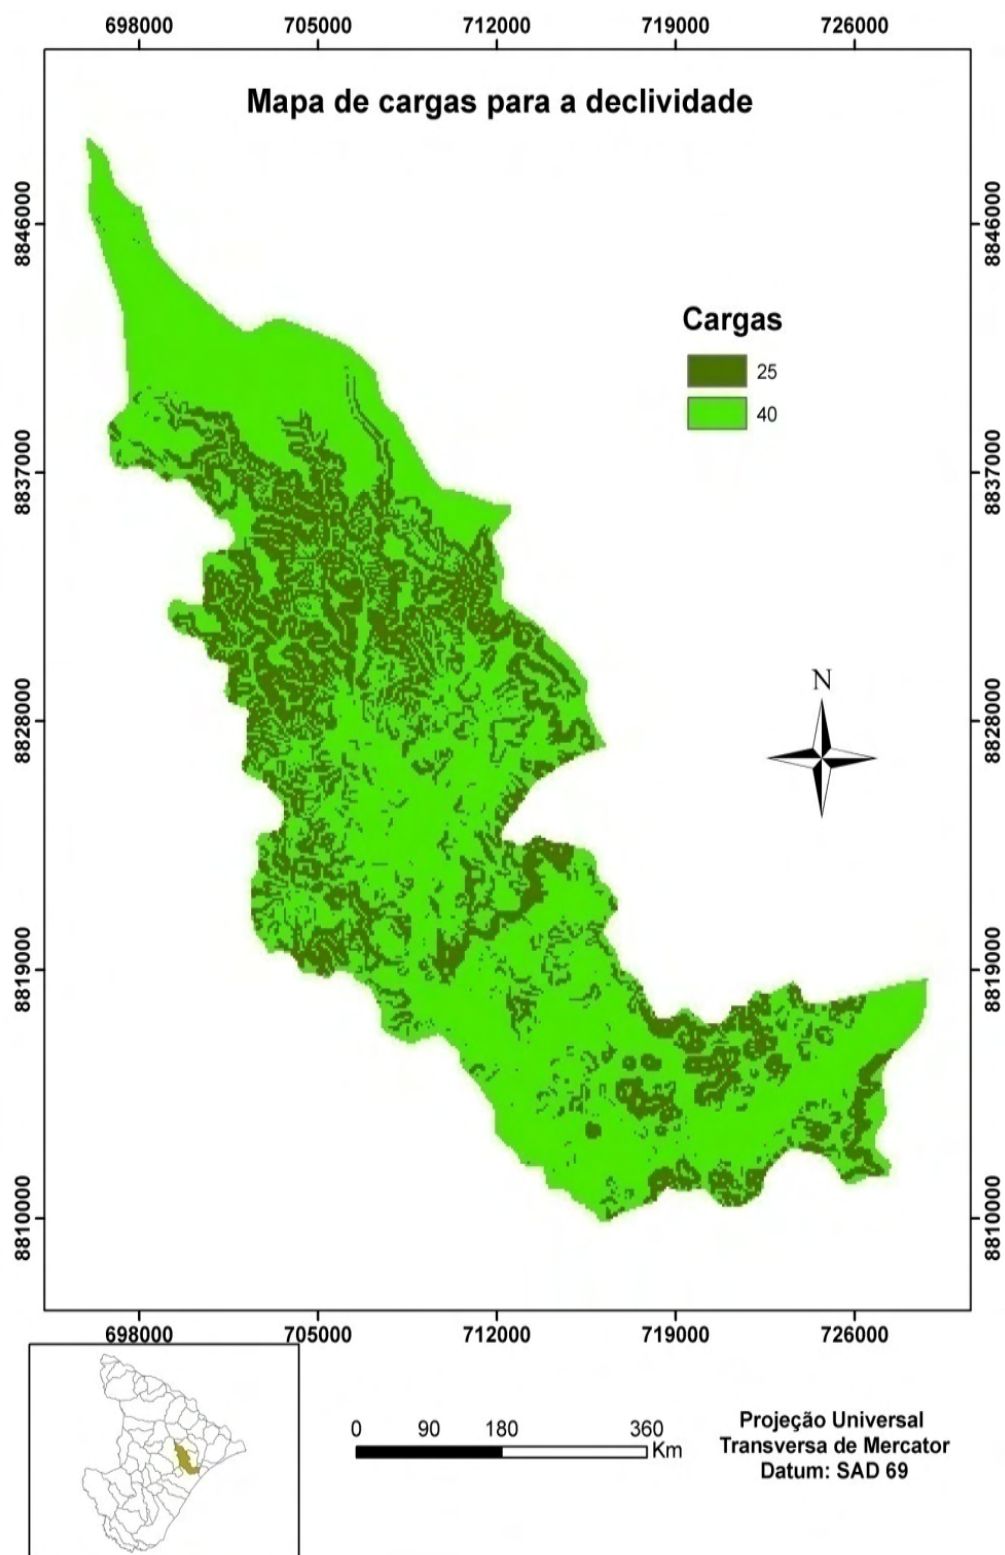 698000 705000 712000 719000 726000
Mapa de cargas para a declividade
8846000 8846000
Cargas
25
40
8837000 8837000
N
8828000 8828000
8819000 8819000
8810000 8810000
698000 705000 712000 719000 726000
0 90 180 360
Km
Projeção Universal
Transversa de Mercator
Datum: SAD 69